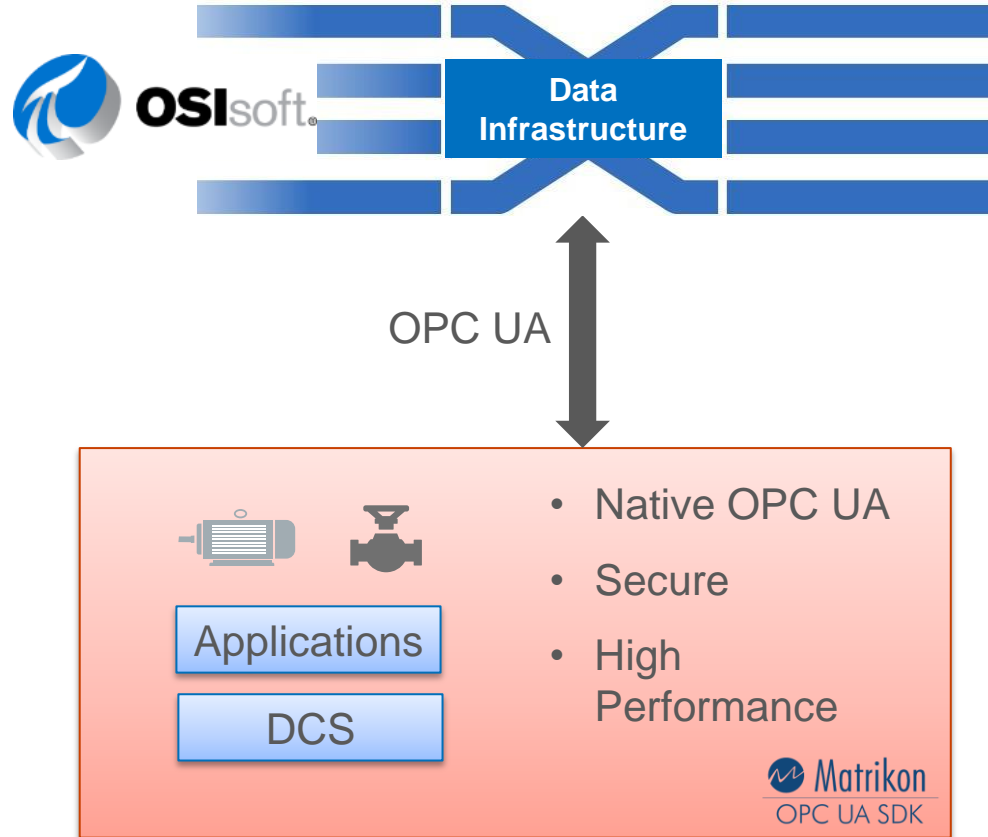 Data
Infrastructure
OSIsoft®
OPC UA
• Native OPC UA
• Secure
• High
Performance
Applications
DCS
Matrikon
OPC UA SDK